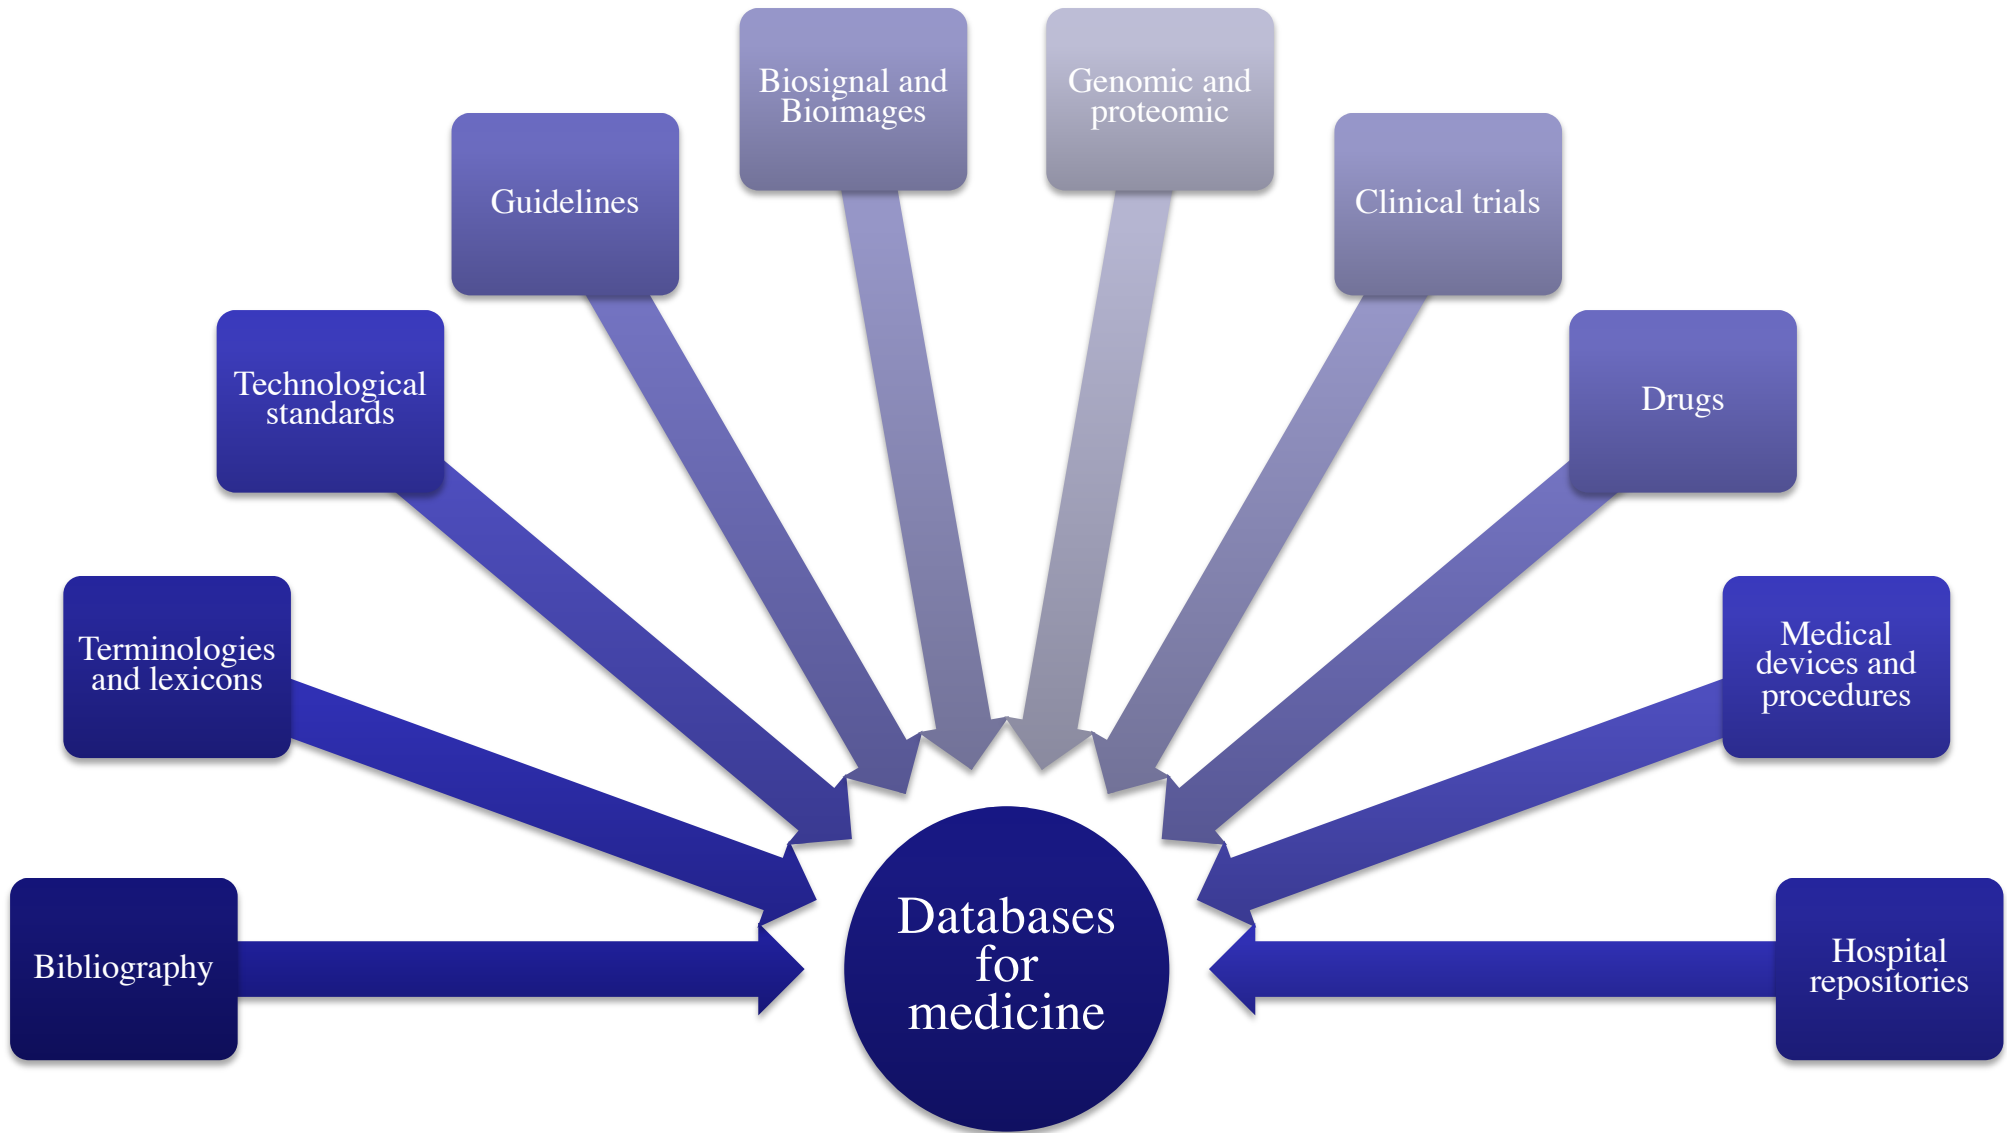 Biosignal and
Bioimages
Genomic and
proteomic
Guidelines
Clinical trials
Technological
standards
Drugs
Terminologies
and lexicons
Medical
devices and
procedures
Bibliography
Databases
for
medicine
Hospital
repositories